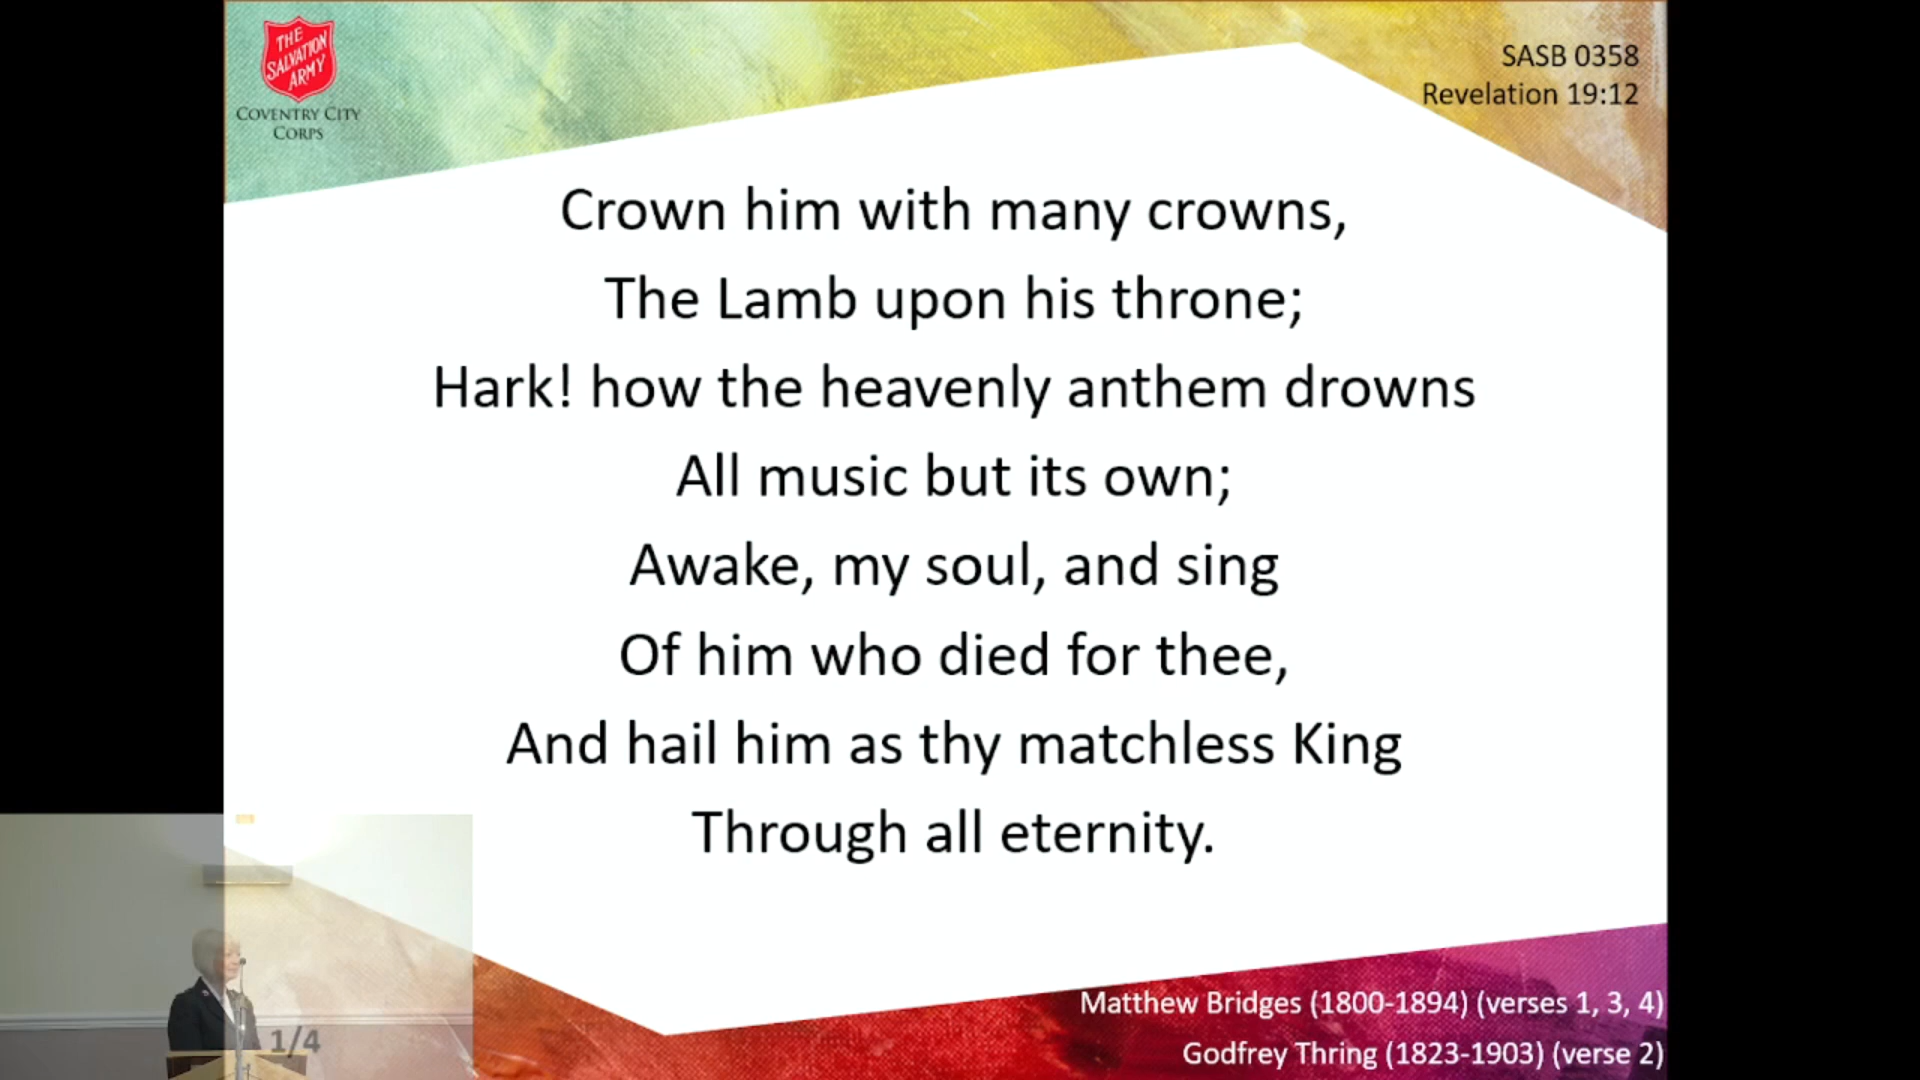 THE
SALVATION
ARMY
COVENTRY CITY
CORPS
SASB 0358
Revelation 19:12
Crown him with many crowns,
The Lamb upon his throne;
Hark! how the heavenly anthem drowns
All music but its own;
Awake, my soul, and sing
Of him who died for thee,
And hail him as thy matchless King
Through all eternity.
1/4
Matthew Bridges (1800-1894) (verses 1, 3, 4)
Godfrey Thring (1823-1903) (verse 2)